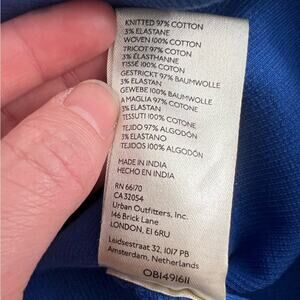 KNITTED 97% COTTON
3% ELASTANE
WOVEN 100% COTTON
TRICOT 97% COTON
3% ÉLASTHANNE
TISSÉ 100% COTON
GESTRICKT 97% BAUMWOLLE
3% ELASTAN
GEWEBE 100% BAUMWOLLE
A MAGLIA 97% COTONE
3% ELASTAN
TESSUTI 100% COTONE
TEJIDO 97% ALGODÓN
3% ELASTANO
TEJIDOS 100% ALGODÓN
MADE IN INDIA
HECHO EN INDIA
RN 66170
CA 32054
Urban Outfitters, Inc.
146 Brick Lane
LONDON, E1 6RU
Leidsestraat 32, 1017 PB
Amsterdam, Netherlands
OB1491611